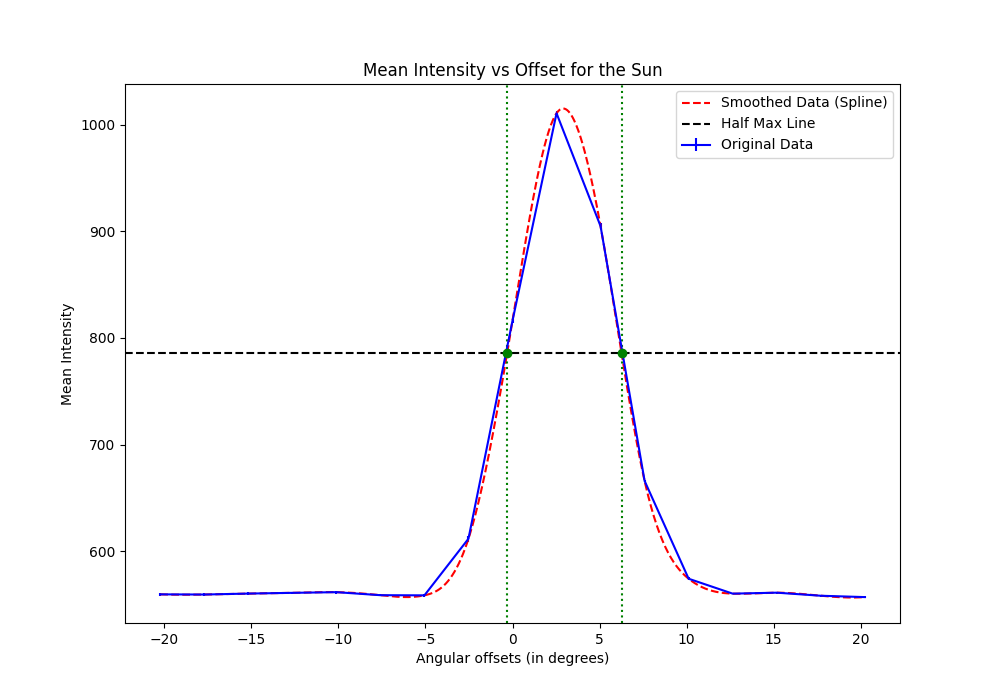 Mean Intensity vs Offset for the Sun
Smoothed Data (Spline)
Half Max Line
Original Data
Mean Intensity
1000
900
800
700
600
−20
−15
−10
−5
0
5
10
15
20
Angular offsets (in degrees)